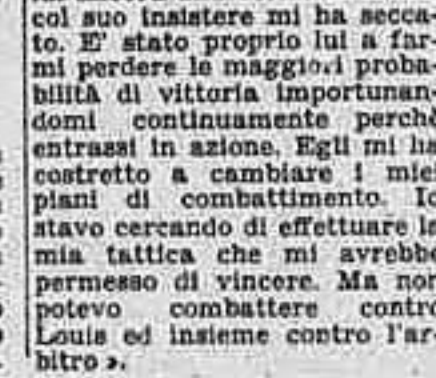 col suo insistere mi ha secca-
to. E' stato proprio lui a far-
mi perdere le maggiori proba-
bilità di vittoria importunan-
domi continuamente perchè
entrassi in azione. Egli mi ha
costretto a cambiare i miei
piani di combattimento. Io
stavo cercando di effettuare la
mia tattica che mi avrebbe
permesso di vincere. Ma non
potevo combattere contro
Louis ed insieme contro l'ar-
bitro ».